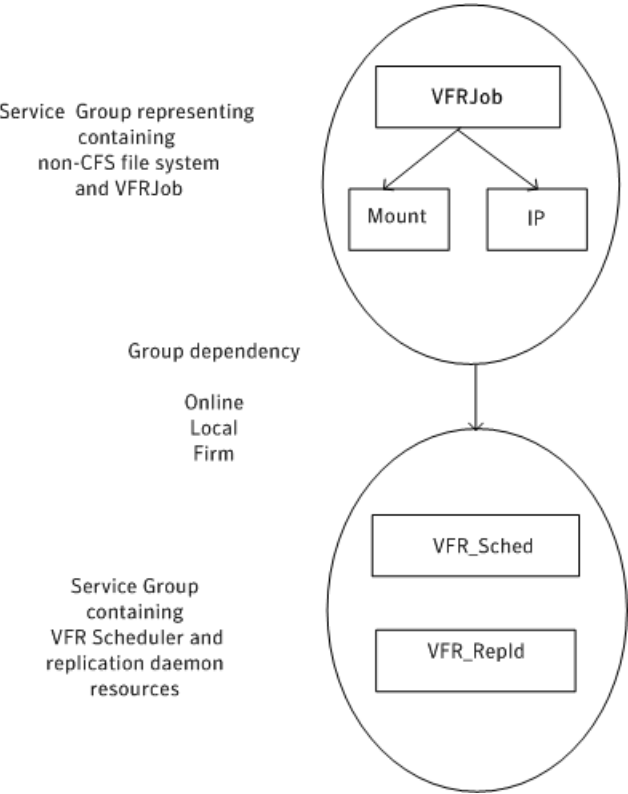 VFRJob
Service Group representing
containing
non-CFS file system
and VFRJob
Mount
IP
Group dependency
Online
Local
Firm
VFR_Sched
Service Group
containing
VFR Scheduler and
replication daemon
resources
VFR_Repld